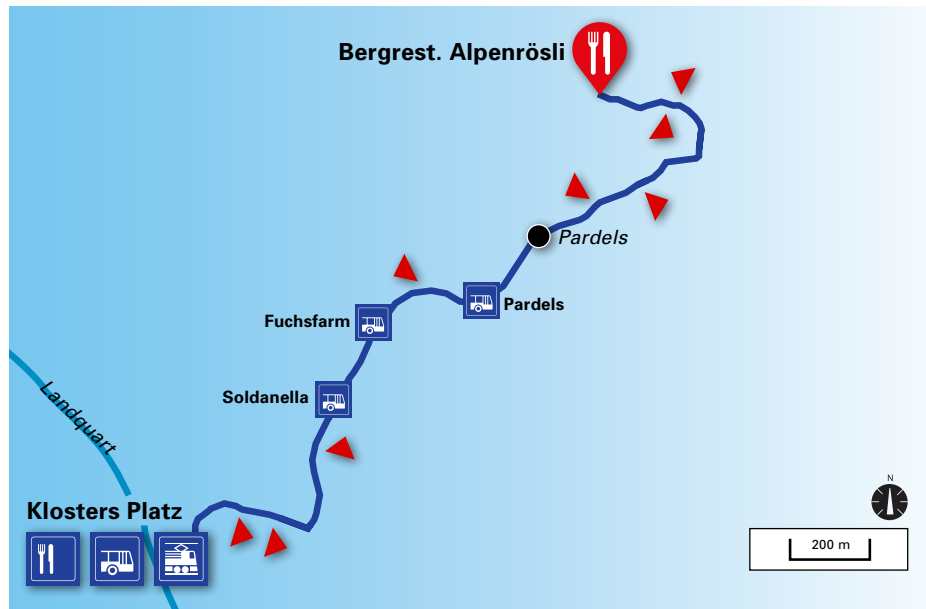 Bergrest. Alpenrösli
Pardels
Pardels
Fuchsfarm
Soldanella
Landquart
Klosters Platz
N
200 m